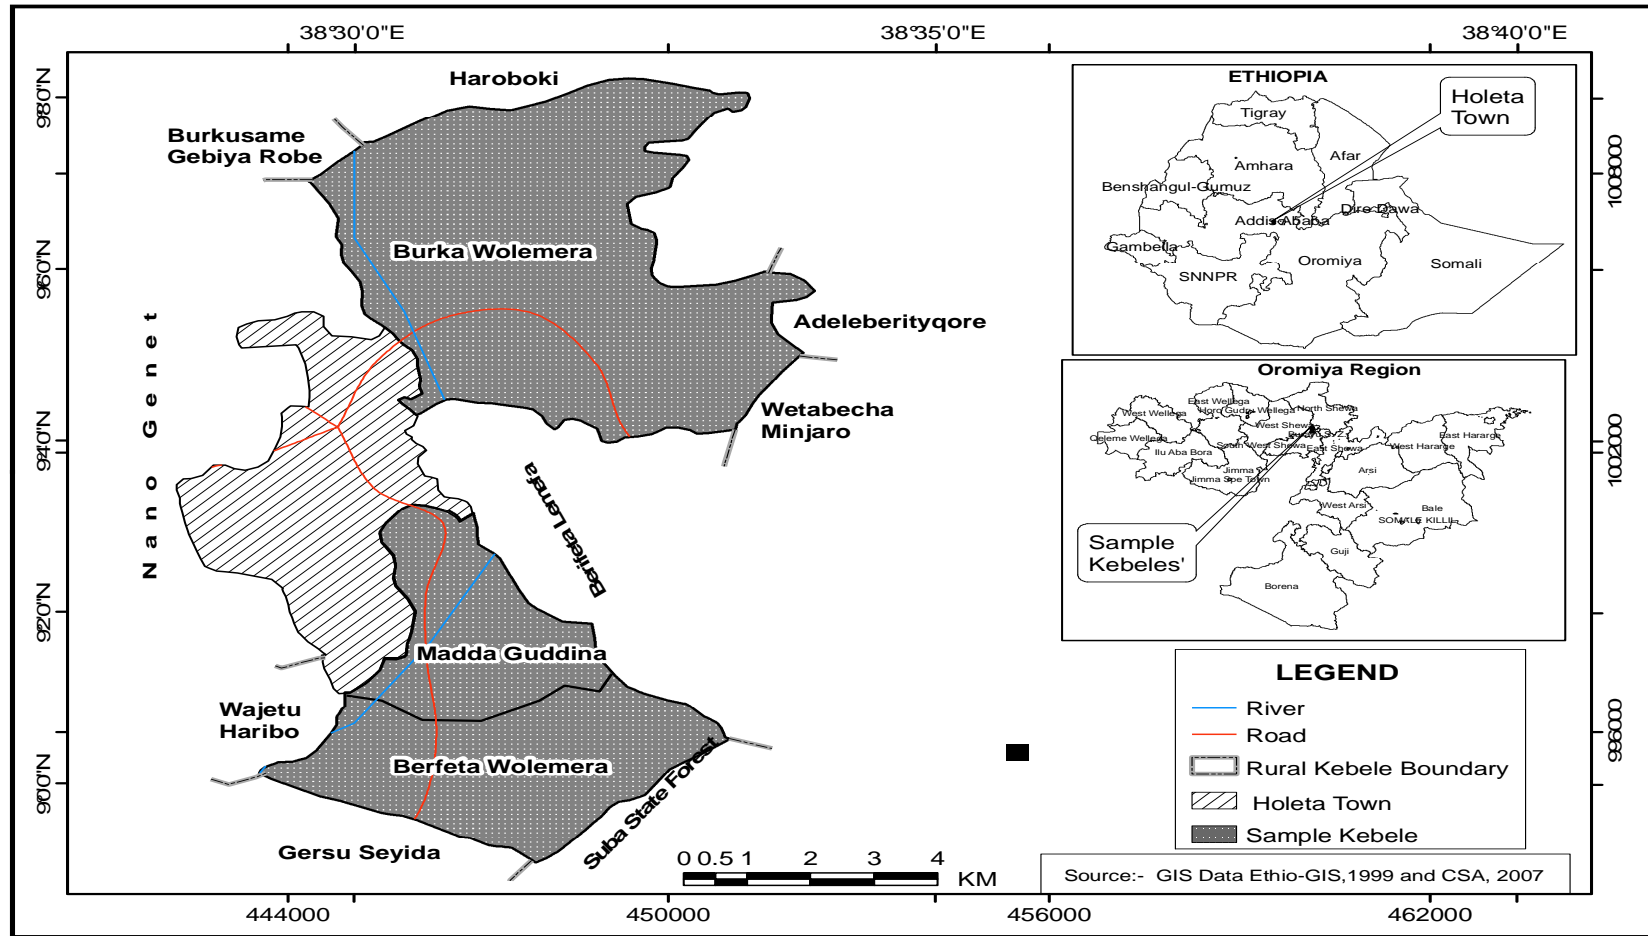 38°30'0"E
38°35'0"E
38°40'0"E
9°8'0"N
9°6'0"N
9°4'0"N
9°2'0"N
9°0'0"N
Haroboki
Burkusame
Gebiya Robe
Burka Wolemera
Adeleberityqore
Wetabecha
Minjaro
Nano Genet
Berifeta Lemefa
Madda Guddina
Wajetu
Haribo
Berfeta Wolemera
Suba State Forest
Gersu Seyida
0 0.5 1 2 3 4
KM
ETHIOPIA
Holeta
Town
Tigray
Afar
Amhara
Benshangul-Gumuz
Dire Dawa
Addis Ababa
Gambella
Oromiya
Somali
SNNPR
Oromiya Region
East Wellega
Horo Gudru Wellega
North Shewa
West Wellega
West Shewa
Qeleme Wellega
South West Shewa
East Shewa
West Hararge
East Hararge
Ilu Aba Bora
Jimma
Arsi
Jimma Spe Town
West Arsi
Bale
SOMALE KILLIL
Guji
Borena
Sample
Kebeles'
LEGEND
River
Road
Rural Kebele Boundary
Holeta Town
Sample Kebele
Source:- GIS Data Ethio-GIS,1999 and CSA, 2007
1008000
1002000
996000
444000
450000
456000
462000